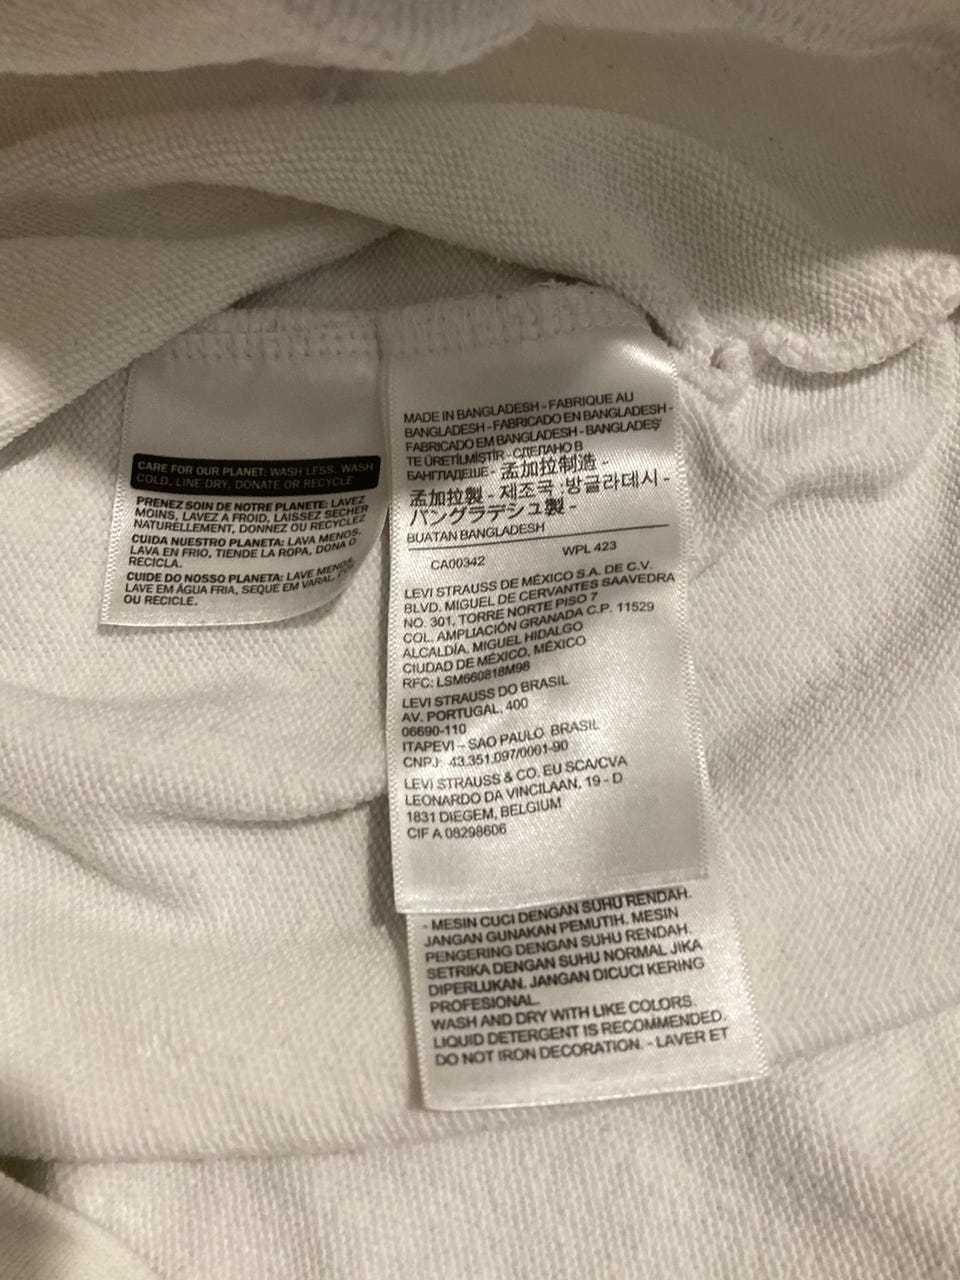 CARE FOR OUR PLANET: WASH LESS, WASH
COLD, LINE DRY, DONATE OR RECYCLE
PRENEZ SOIN DE NOTRE PLANETE: LAVEZ
MOINS, LAVEZ A FROID, LAISSEZ SECHER
NATURELLEMENT, DONNEZ OU RECYCLEZ
CUIDA NUESTRO PLANETA: LAVA MENOS,
LAVA EN FRIO, TIENDE LA ROPA, DONA O
RECICLA.
CUIDE DO NOSSO PLANETA: LAVE MENOS,
LAVE EM ÁGUA FRIA, SEQUE EM VARAL,
OU RECICLE.
MADE IN BANGLADESH - FABRIQUE AU
BANGLADESH - FABRICADO EN BANGLADESH -
FABRICADO EM BANGLADESH - BANGLADEŞ'
TE ÜRETİLMİŞTİR - СДЕЛАНО В
БАНГЛАДЕШЕ - 孟加拉制造 -
孟加拉製 - 제조국 :방글라데시 -
バングラデシュ製 -
BUATAN BANGLADESH
CA00342 WPL 423
LEVI STRAUSS DE MÉXICO S.A. DE C.V.
BLVD. MIGUEL DE CERVANTES SAAVEDRA
NO. 301, TORRE NORTE PISO 7
COL. AMPLIACIÓN GRANADA C.P. 11529
ALCALDÍA. MIGUEL HIDALGO
CIUDAD DE MÉXICO, MÉXICO
RFC: LSM660818M98
LEVI STRAUSS DO BRASIL
AV. PORTUGAL, 400
06690-110
ITAPEVI – SAO PAULO BRASIL
CNPJ: 43.351.097/0001-90
LEVI STRAUSS & CO. EU SCA/CVA
LEONARDO DA VINCILAAN, 19 - D
1831 DIEGEM, BELGIUM
CIF A 08298606
- MESIN CUCI DENGAN SUHU RENDAH.
JANGAN GUNAKAN PEMUTIH. MESIN
PENGERING DENGAN SUHU RENDAH.
SETRIKA DENGAN SUHU NORMAL JIKA
DIPERLUKAN. JANGAN DICUCI KERING
PROFESIONAL.
WASH AND DRY WITH LIKE COLORS.
LIQUID DETERGENT IS RECOMMENDED.
DO NOT IRON DECORATION. - LAVER ET